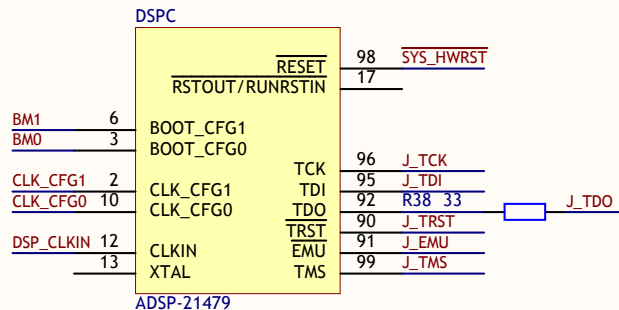 DSPC
RESET 98 SYS_HWRST
RSTOUT/RUNRSTIN 17
BM1 6 BOOT_CFG1
BM0 3 BOOT_CFG0
TCK 96 J_TCK
CLK_CFG1 2 CLK_CFG1 TDI 95 J_TDI
CLK_CFG0 10 CLK_CFG0 TDO 92 R38 33 J_TDO
TRST 90 J_TRST
DSP_CLKIN 12 CLKIN EMU 91 J_EMU
13 XTAL TMS 99 J_TMS
ADSP-21479